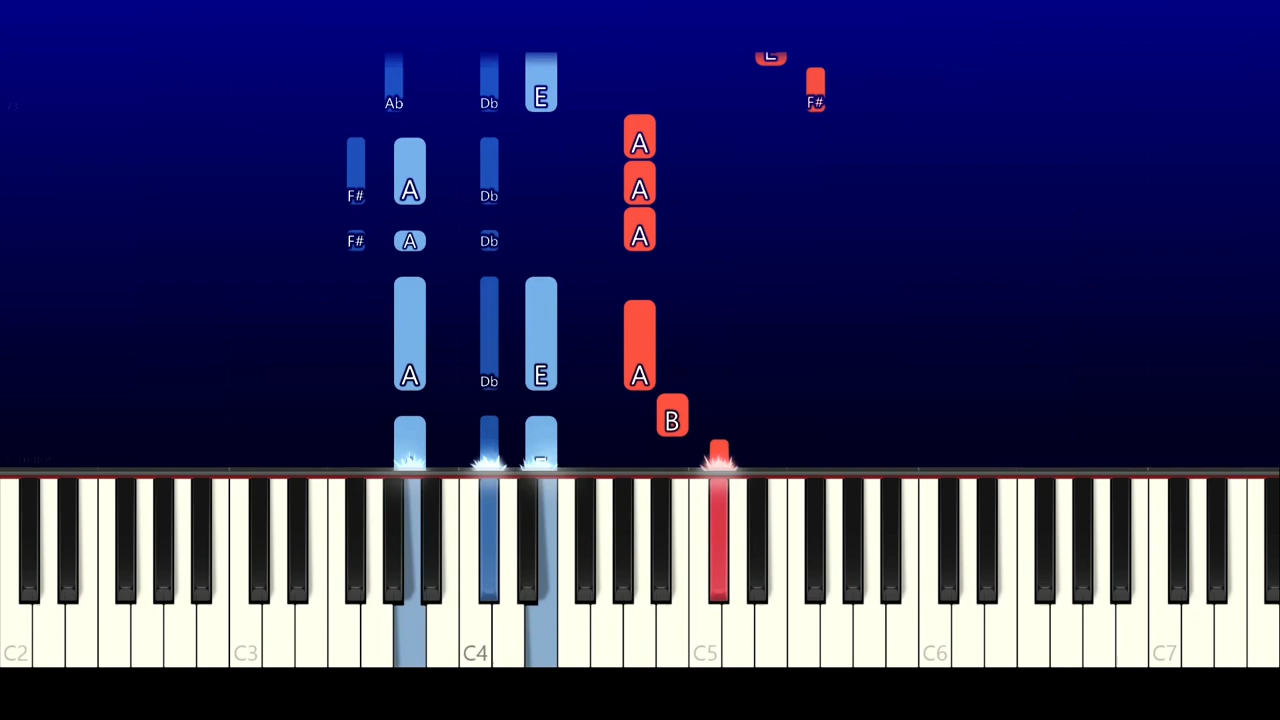 E
Ab Db E F#
A
F# A Db A
F# A Db A
A Db E A
B
C2 C3 C4 C5 C6 C7